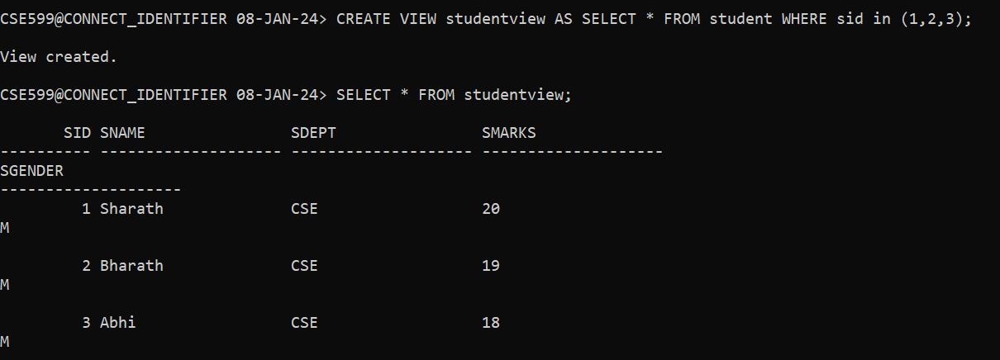 CSE599@CONNECT_IDENTIFIER 08-JAN-24> CREATE VIEW studentview AS SELECT * FROM student WHERE sid in (1,2,3);
View created.
CSE599@CONNECT_IDENTIFIER 08-JAN-24> SELECT * FROM studentview;
       SID SNAME                SDEPT                SMARKS
---------- -------------------- -------------------- --------------------
SGENDER
--------------------
         1 Sharath              CSE                  20
M
         2 Bharath              CSE                  19
M
         3 Abhi                 CSE                  18
M